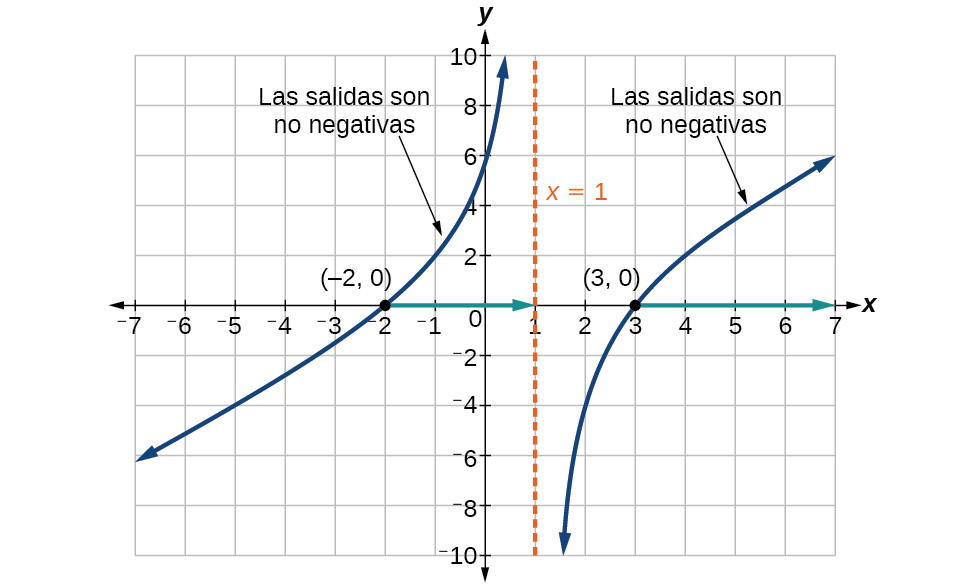 y
10
Las salidas son
no negativas
Las salidas son
no negativas
8
6
x = 1
4
2
(–2, 0)
(3, 0)
x
−7 −6 −5 −4 −3 −2 −1 0 1 2 3 4 5 6 7
−2
−4
−6
−8
−10